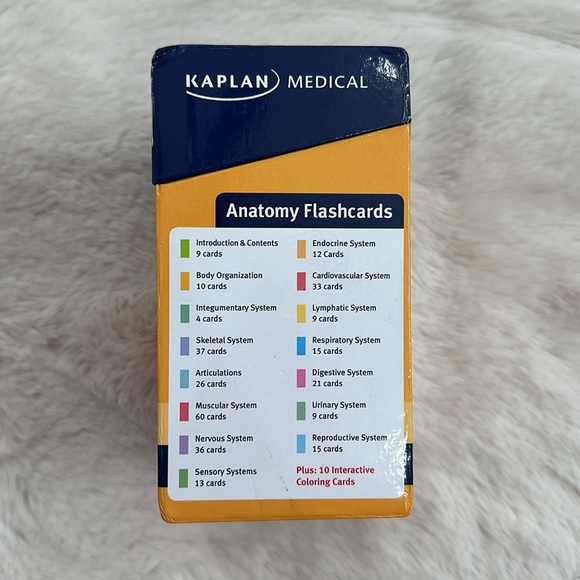 KAPLAN MEDICAL
Anatomy Flashcards
Introduction & Contents
9 cards
Body Organization
10 cards
Integumentary System
4 cards
Skeletal System
37 cards
Articulations
26 cards
Muscular System
60 cards
Nervous System
36 cards
Sensory Systems
13 cards
Endocrine System
12 Cards
Cardiovascular System
33 cards
Lymphatic System
9 cards
Respiratory System
15 cards
Digestive System
21 cards
Urinary System
9 cards
Reproductive System
15 cards
Plus: 10 Interactive
Coloring Cards